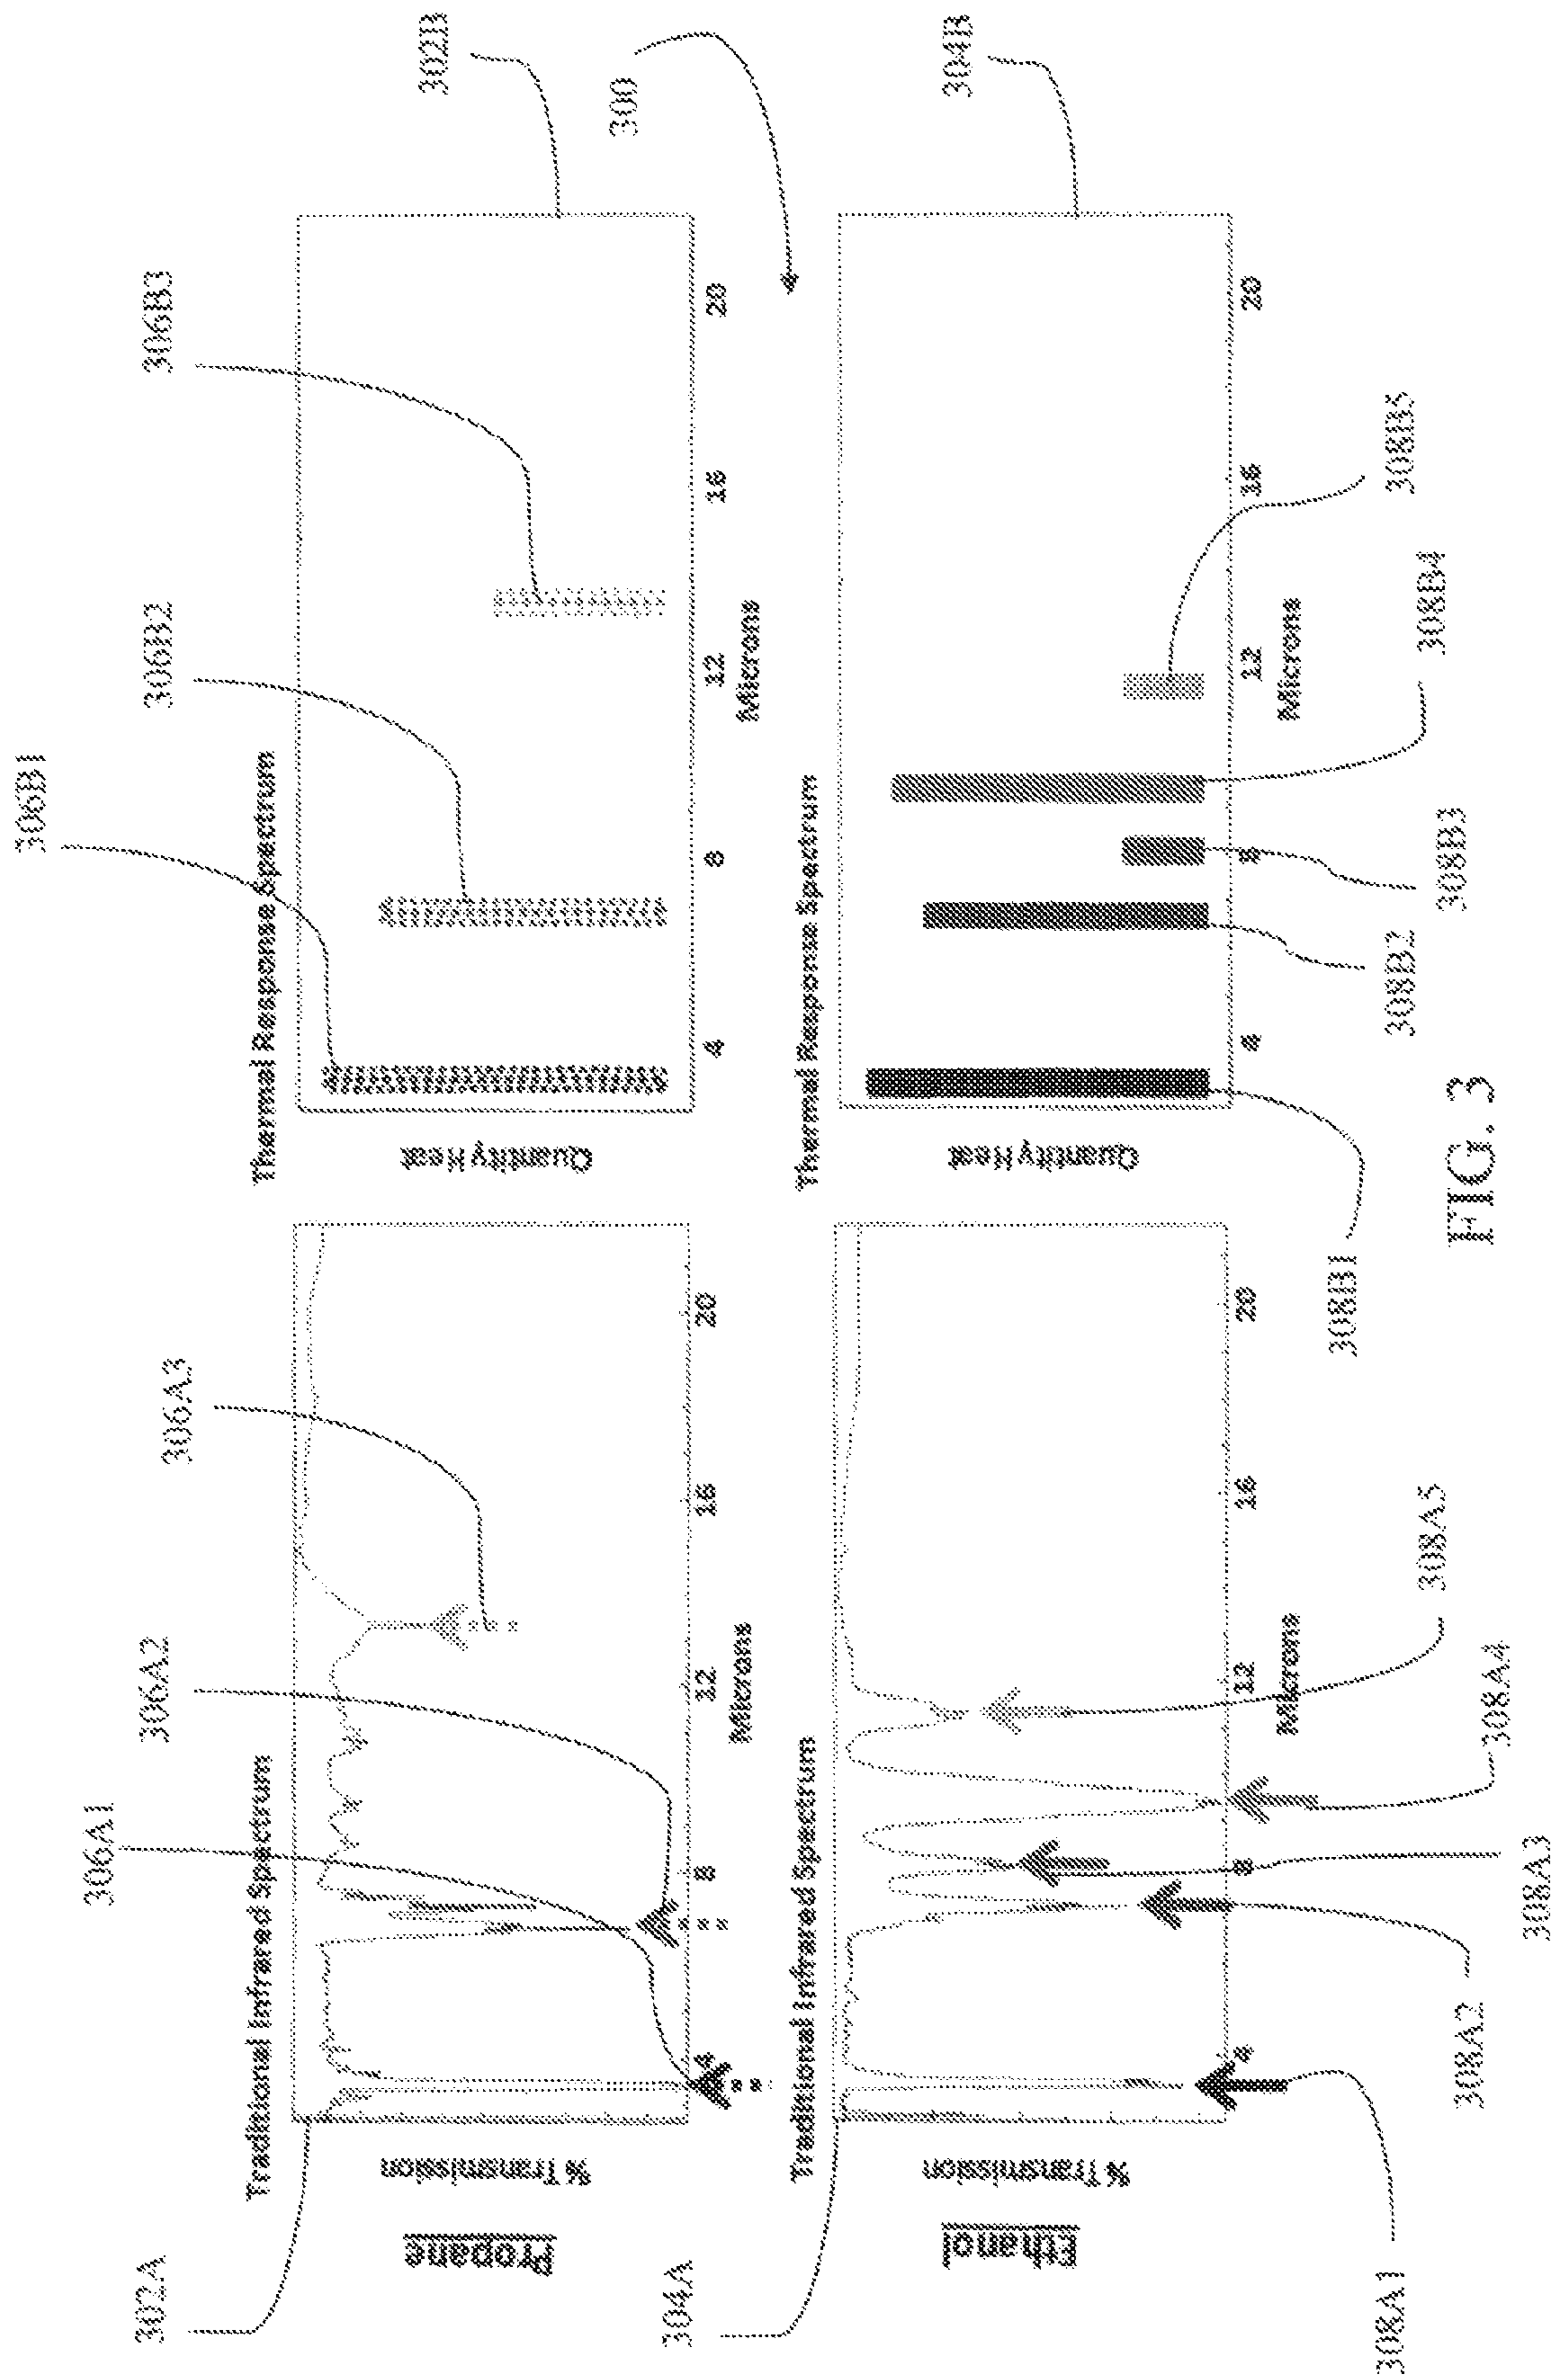 306B1
306A1
306A2
306A3
306B2
306B3
302A
302B
Traditional Infrared Spectrum
Thermal Response Spectrum
Propane
% Transmission
Quantity Heat
4
8
12
16
20
Microns
4
8
12
16
20
Microns
300
304A
304B
Traditional Infrared Spectrum
Thermal Response Spectrum
Ethanol
% Transmission
Quantity Heat
4
8
12
16
20
Microns
4
8
12
16
20
Microns
308A1
308A2
308A3
308A4
308A5
308B1
308B2
308B3
308B4
308B5
FIG. 3